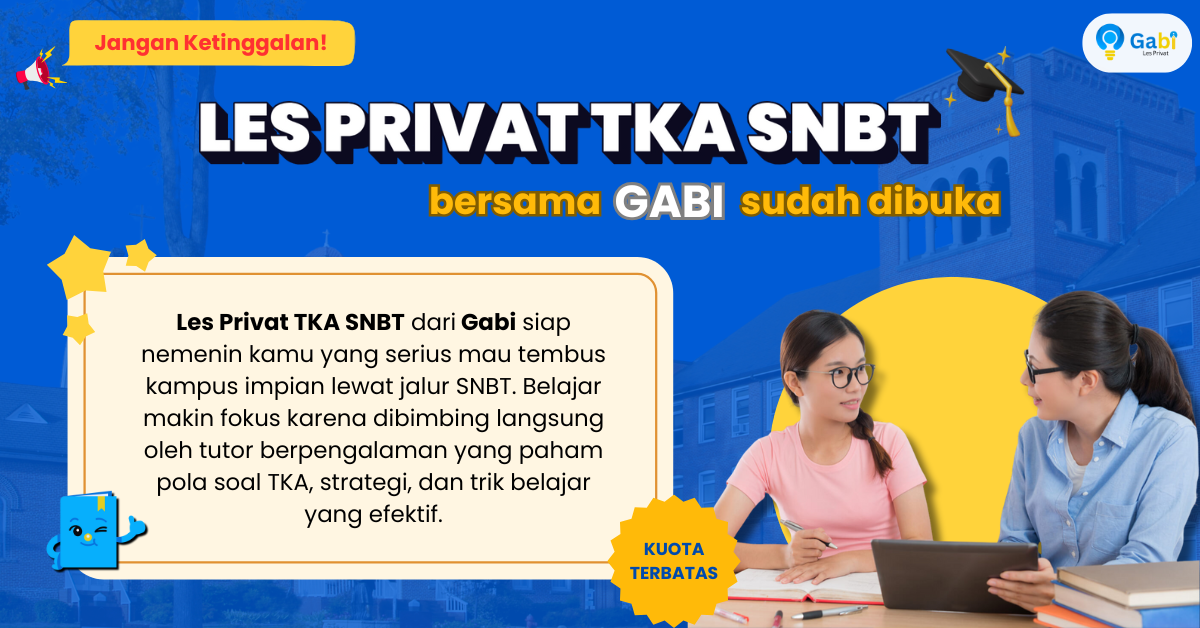 Jangan Ketinggalan!
Gabi
Les Privat
LES PRIVAT TKA SNBT
bersama GABI sudah dibuka
Les Privat TKA SNBT dari Gabi siap
nemenin kamu yang serius mau tembus
kampus impian lewat jalur SNBT. Belajar
makin fokus karena dibimbing langsung
oleh tutor berpengalaman yang paham
pola soal TKA, strategi, dan trik belajar
yang efektif.
KUOTA
TERBATAS